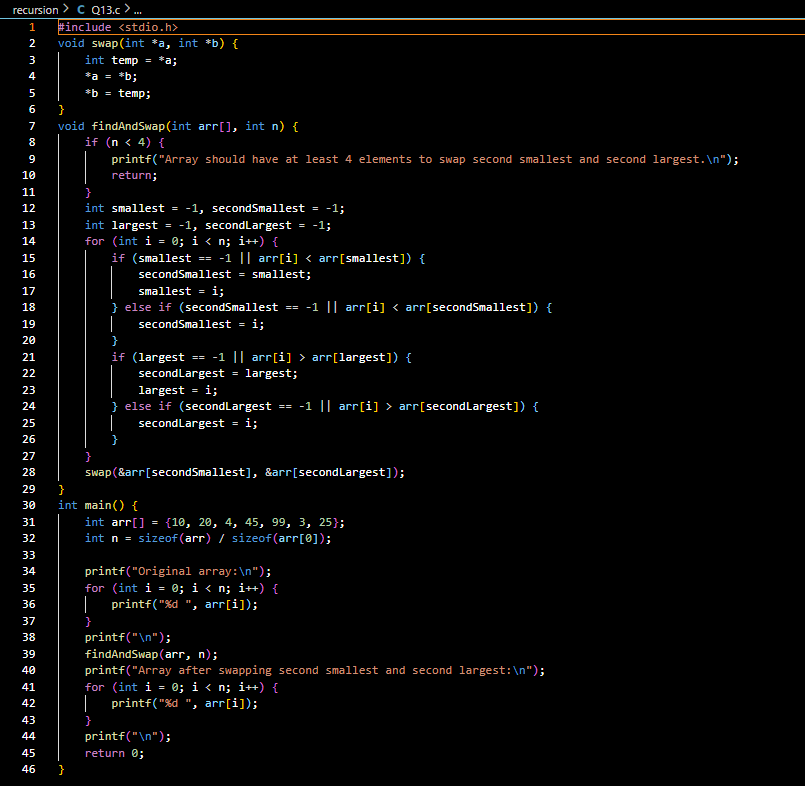 recursion > C Q13.c > ...
1 #include <stdio.h>
2 void swap(int *a, int *b) {
3     int temp = *a;
4     *a = *b;
5     *b = temp;
6 }
7 void findAndSwap(int arr[], int n) {
8     if (n < 4) {
9         printf("Array should have at least 4 elements to swap second smallest and second largest.\n");
10         return;
11     }
12     int smallest = -1, secondSmallest = -1;
13     int largest = -1, secondLargest = -1;
14     for (int i = 0; i < n; i++) {
15         if (smallest == -1 || arr[i] < arr[smallest]) {
16             secondSmallest = smallest;
17             smallest = i;
18         } else if (secondSmallest == -1 || arr[i] < arr[secondSmallest]) {
19             secondSmallest = i;
20         }
21         if (largest == -1 || arr[i] > arr[largest]) {
22             secondLargest = largest;
23             largest = i;
24         } else if (secondLargest == -1 || arr[i] > arr[secondLargest]) {
25             secondLargest = i;
26         }
27     }
28     swap(&arr[secondSmallest], &arr[secondLargest]);
29 }
30 int main() {
31     int arr[] = {10, 20, 4, 45, 99, 3, 25};
32     int n = sizeof(arr) / sizeof(arr[0]);
33
34     printf("Original array:\n");
35     for (int i = 0; i < n; i++) {
36         printf("%d ", arr[i]);
37     }
38     printf("\n");
39     findAndSwap(arr, n);
40     printf("Array after swapping second smallest and second largest:\n");
41     for (int i = 0; i < n; i++) {
42         printf("%d ", arr[i]);
43     }
44     printf("\n");
45     return 0;
46 }